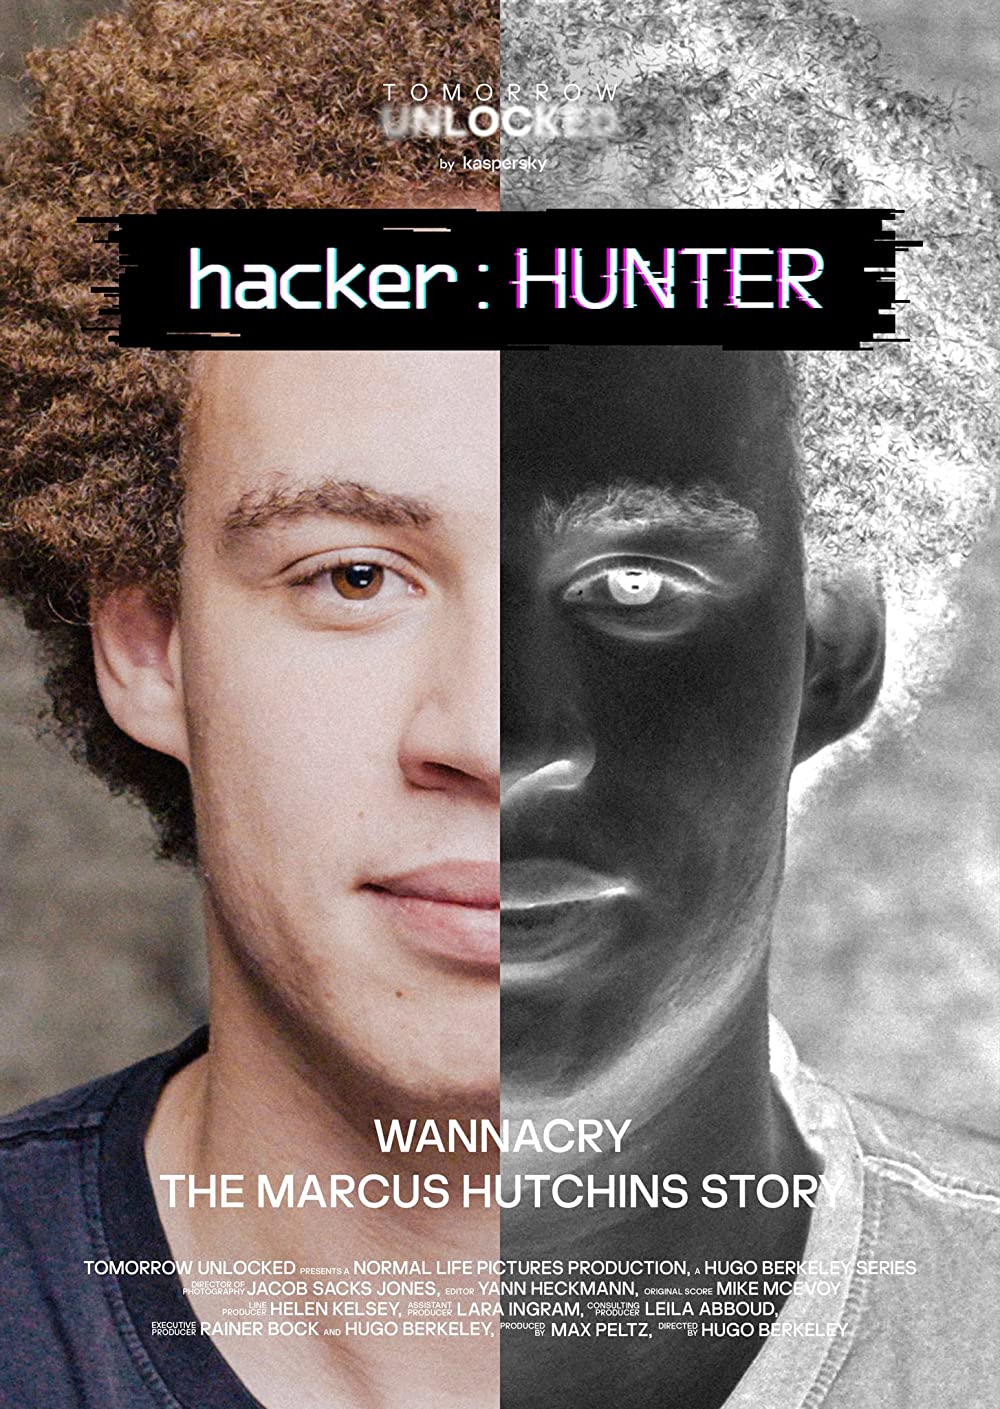 TOMORROW
UNLOCKED
by kaspersky
hacker : HUNTER
WANNACRY
THE MARCUS HUTCHINS STORY
TOMORROW UNLOCKED PRESENTS A NORMAL LIFE PICTURES PRODUCTION, A HUGO BERKELEY SERIES
DIRECTOR OF PHOTOGRAPHY JACOB SACKS JONES, EDITOR YANN HECKMANN, ORIGINAL SCORE MIKE MCEVOY
LINE PRODUCER HELEN KELSEY, ASSISTANT PRODUCER LARA INGRAM, CONSULTING PRODUCER LEILA ABBOUD,
EXECUTIVE PRODUCER RAINER BOCK AND HUGO BERKELEY, PRODUCED BY MAX PELTZ, DIRECTED BY HUGO BERKELEY